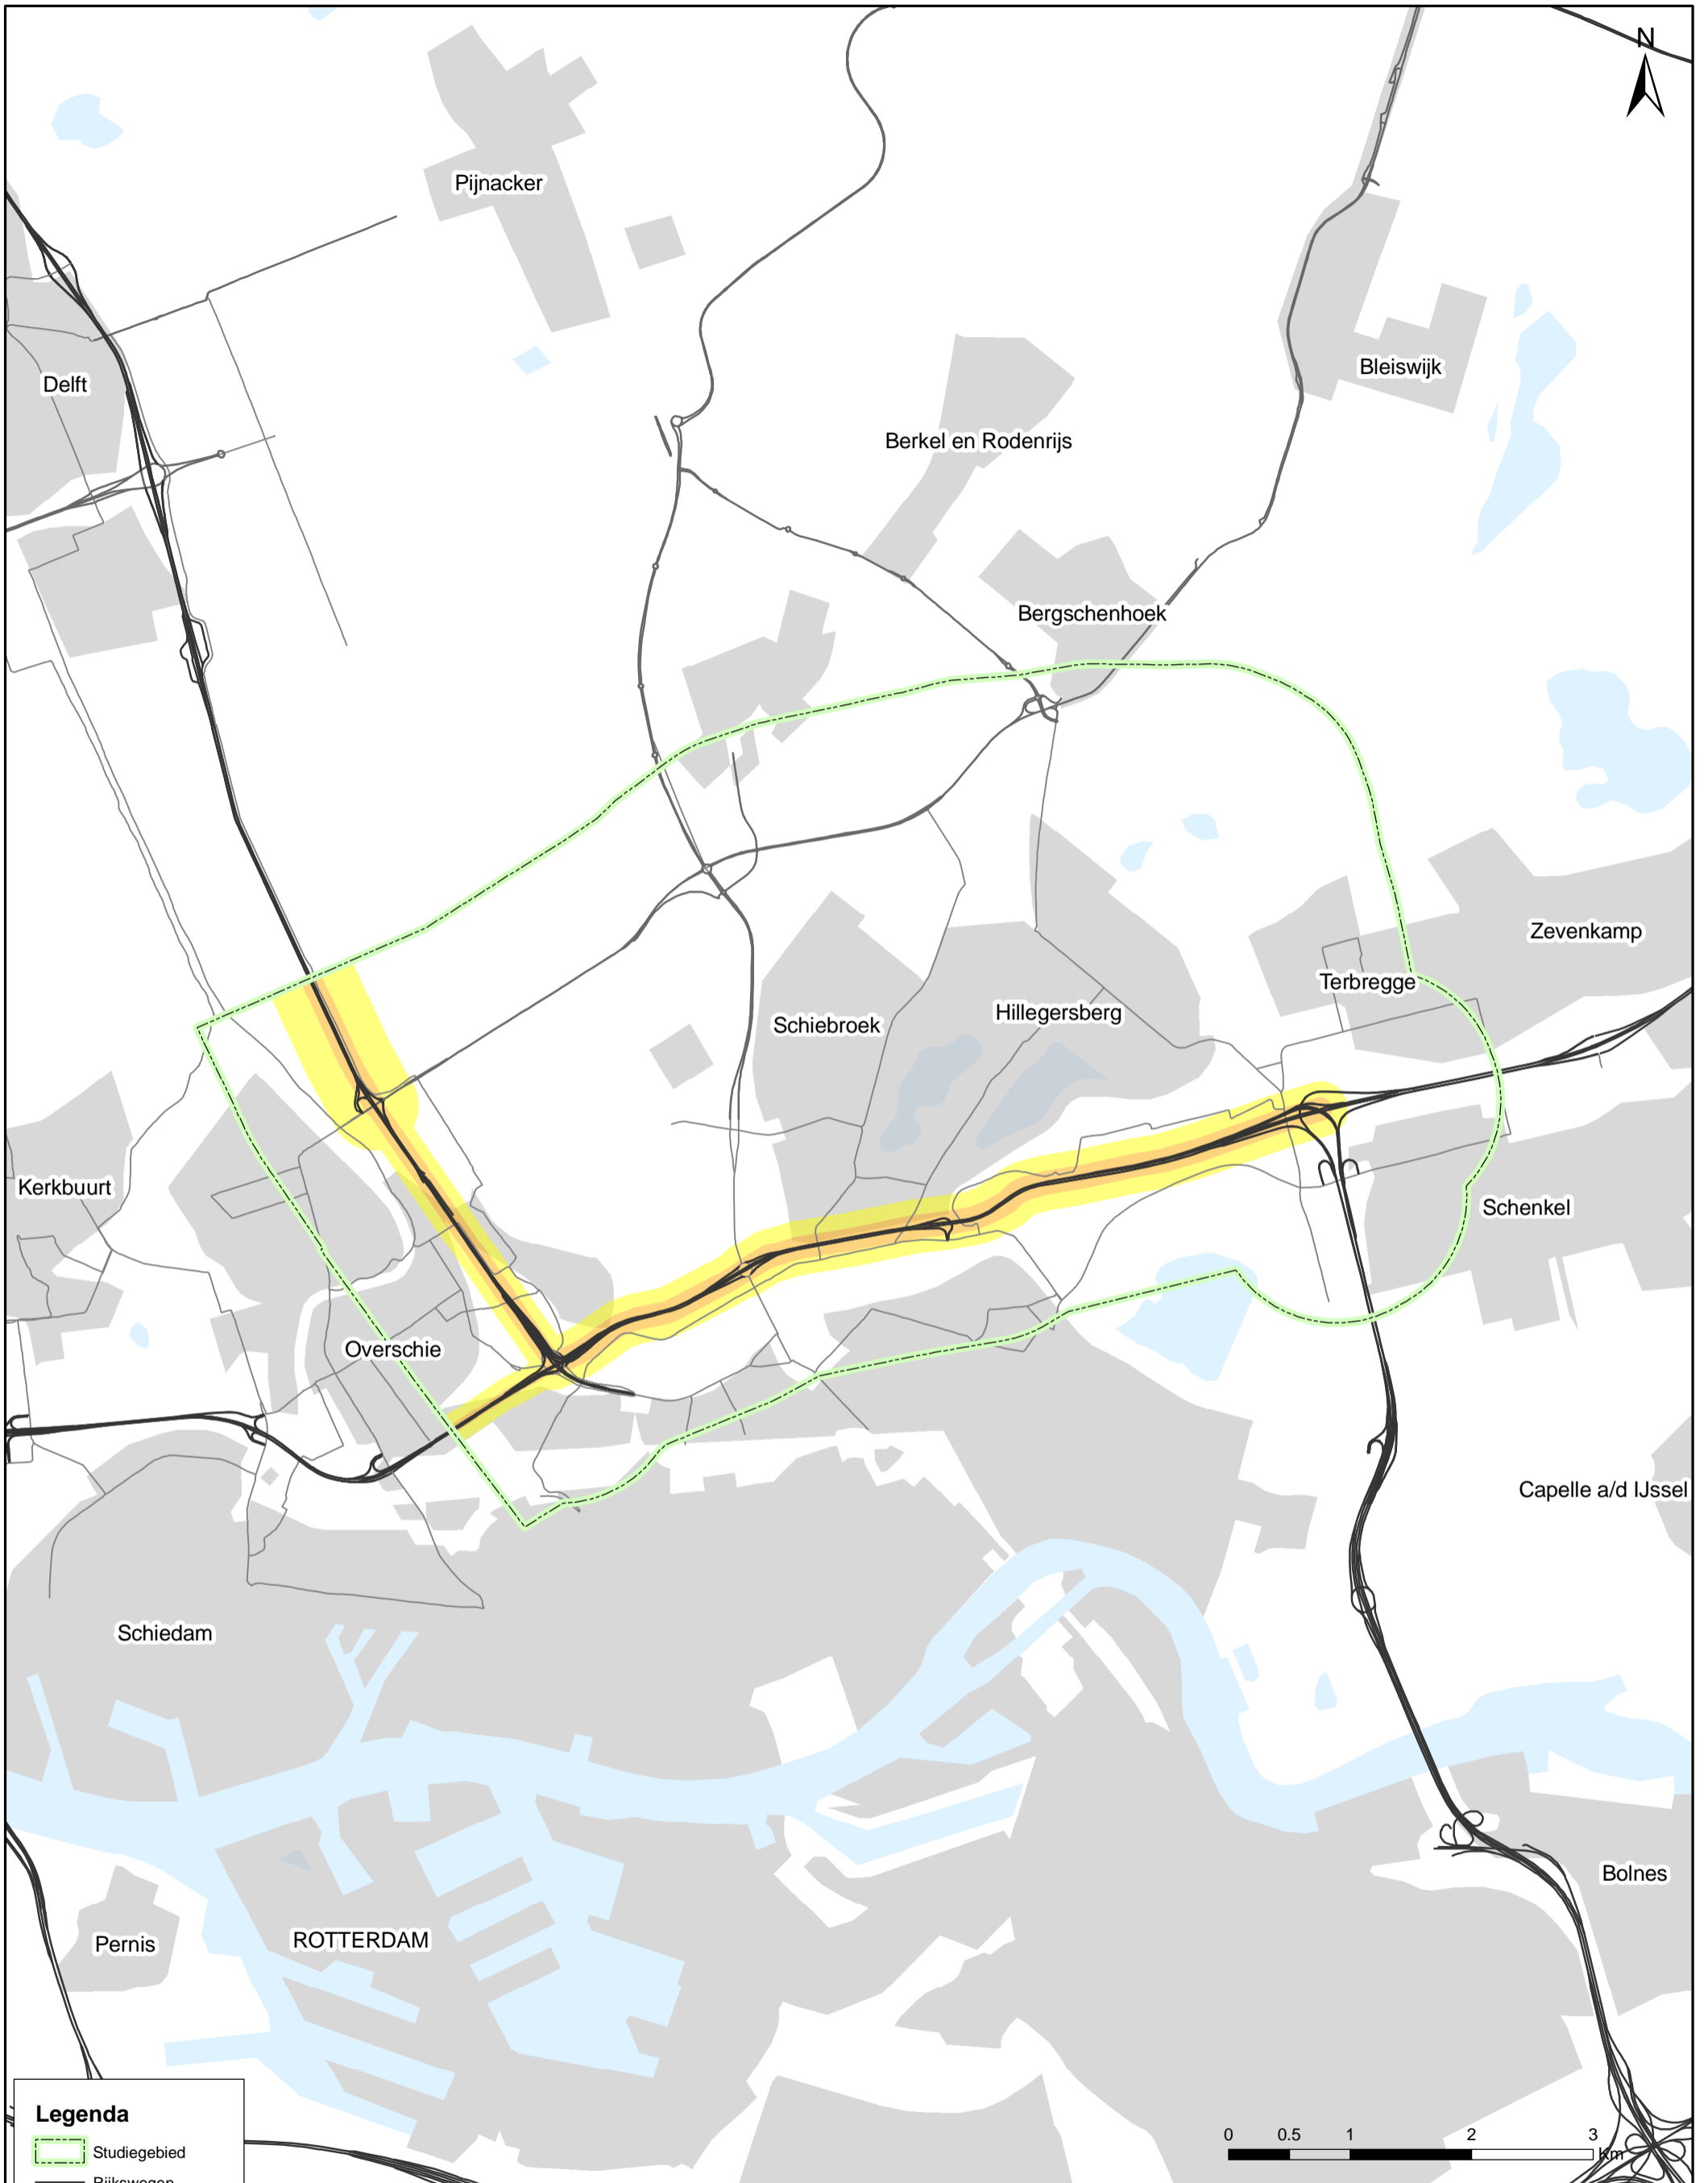 N
Pijnacker
Bleiswijk
Delft
Berkel en Rodenrijs
Bergschenhoek
Zevenkamp
Terbregge
Hillegersberg
Schiebroek
Kerkbuurt
Schenkel
Overschie
Capelle a/d IJssel
Schiedam
Bolnes
ROTTERDAM
Pernis
Legenda
Studiegebied
Rijkswegen
0 0.5 1 2 3
Km